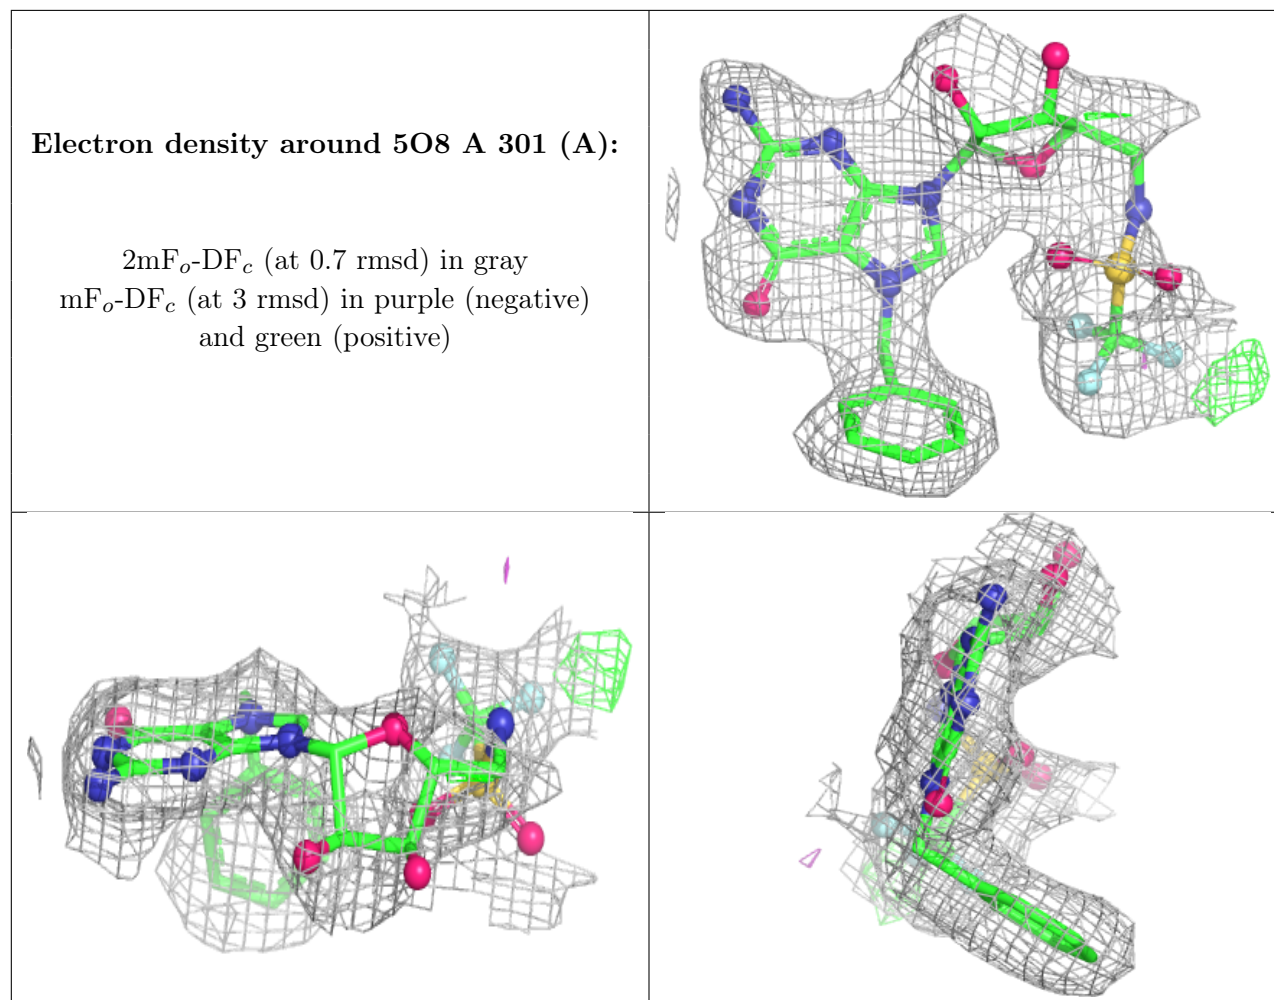 Electron density around 5O8 A 301 (A):
2mFo-DFc (at 0.7 rmsd) in gray
mFo-DFc (at 3 rmsd) in purple (negative)
and green (positive)